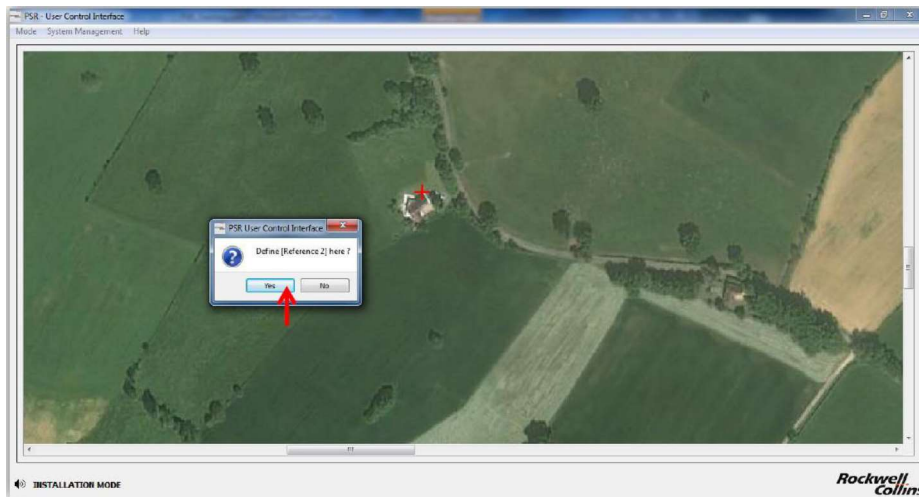 PSR - User Control Interface
Mode System Management Help
PSR User Control Interface
Define [Reference 2] here ?
Yes No
INSTALLATION MODE
Rockwell
Collins